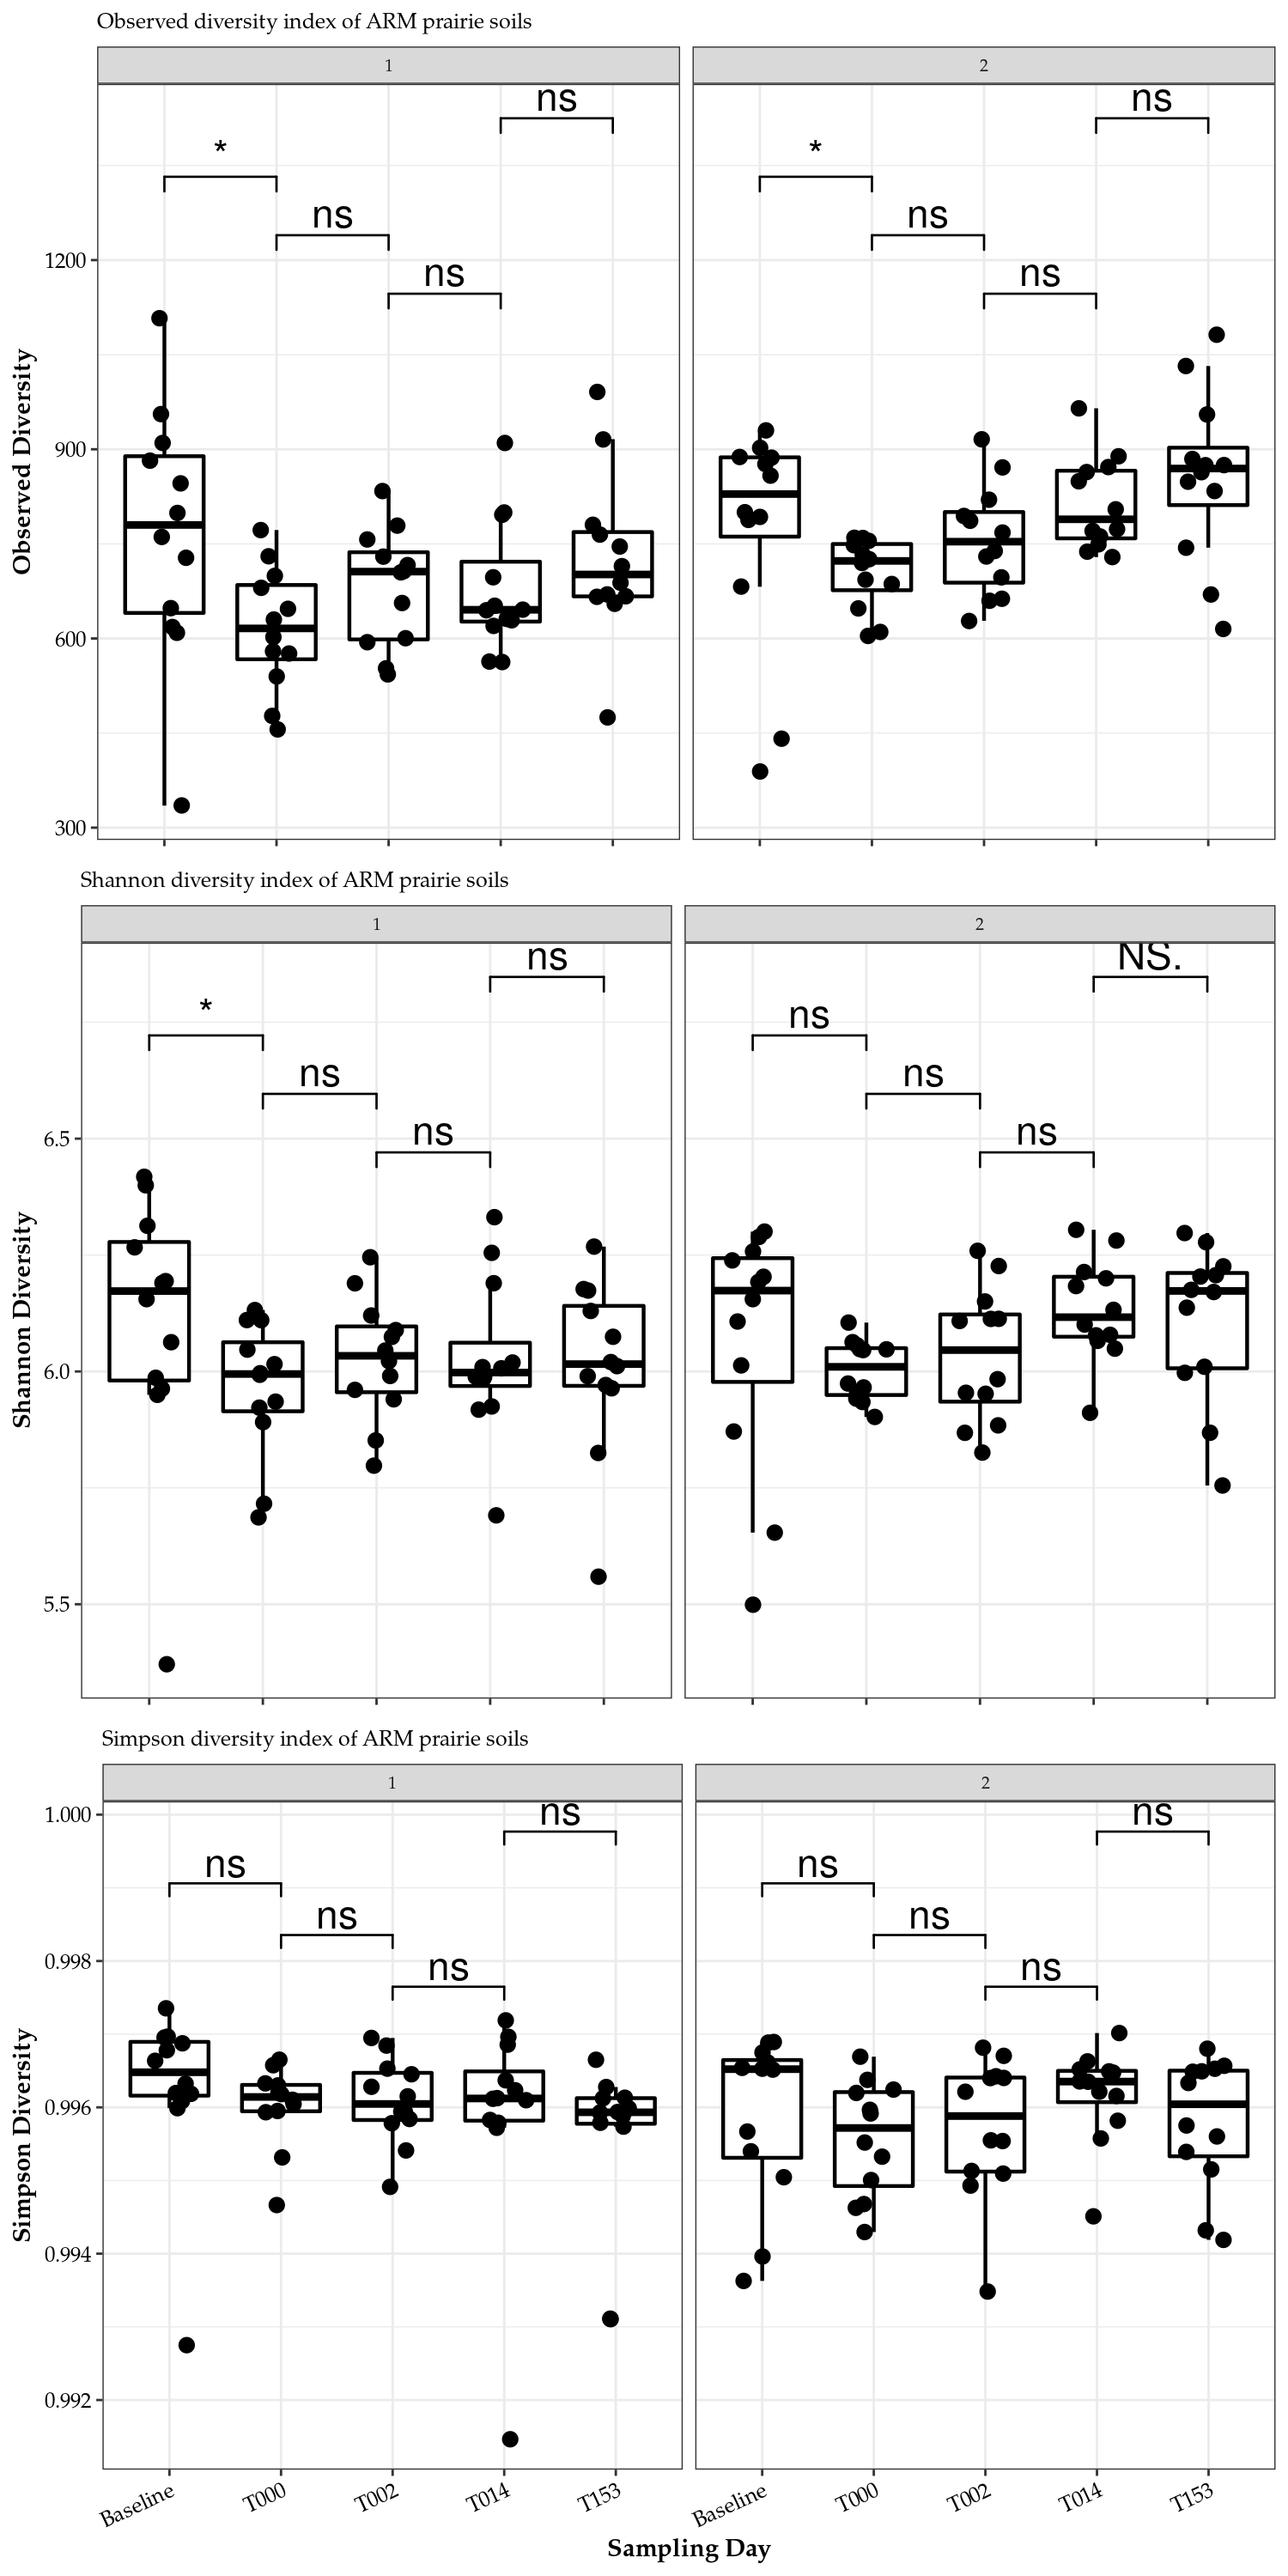 Observed diversity index of ARM prairie soils
1 2
ns ns
* *
ns ns
ns ns
1200
900
600
300
Observed Diversity
Shannon diversity index of ARM prairie soils
1 2
ns NS.
* ns
ns ns
ns ns
6.5
6.0
5.5
Shannon Diversity
Simpson diversity index of ARM prairie soils
1 2
1.000
ns ns
ns ns
ns ns
ns ns
0.998
0.996
0.994
0.992
Simpson Diversity
Baseline T000 T002 T014 T153 Baseline T000 T002 T014 T153
Sampling Day